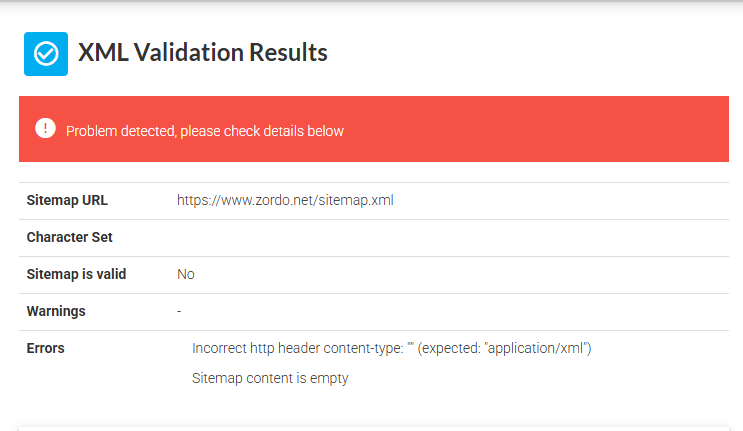 XML Validation Results
Problem detected, please check details below
Sitemap URL https://www.zordo.net/sitemap.xml
Character Set
Sitemap is valid No
Warnings -
Errors Incorrect http header content-type: "" (expected: "application/xml")
Sitemap content is empty